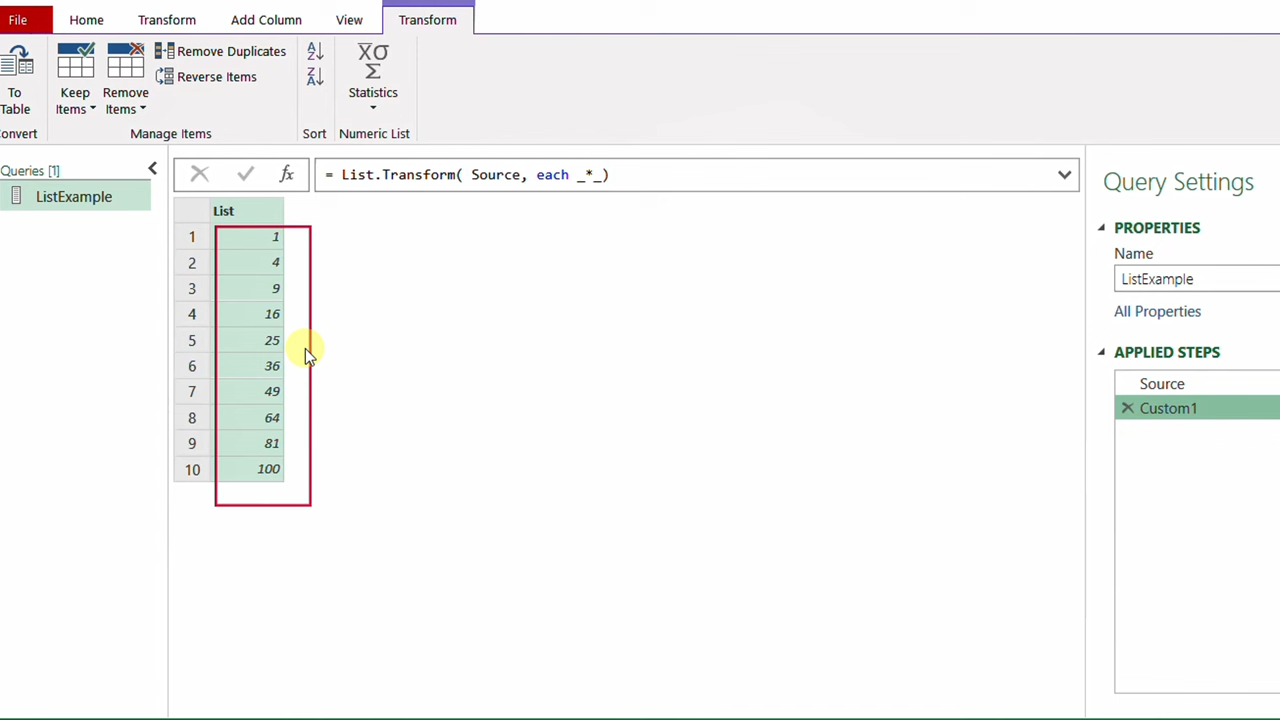 File Home Transform Add Column View Transform
To Table
Keep Items
Remove Items
Remove Duplicates
Reverse Items
A Z
Z A
X̄σ
Σ
Statistics
onvert Manage Items Sort Numeric List
Queries [1]
ListExample
fx = List.Transform( Source, each _*_)
List
1 1
2 4
3 9
4 16
5 25
6 36
7 49
8 64
9 81
10 100
Query Settings
PROPERTIES
Name
ListExample
All Properties
APPLIED STEPS
Source
Custom1